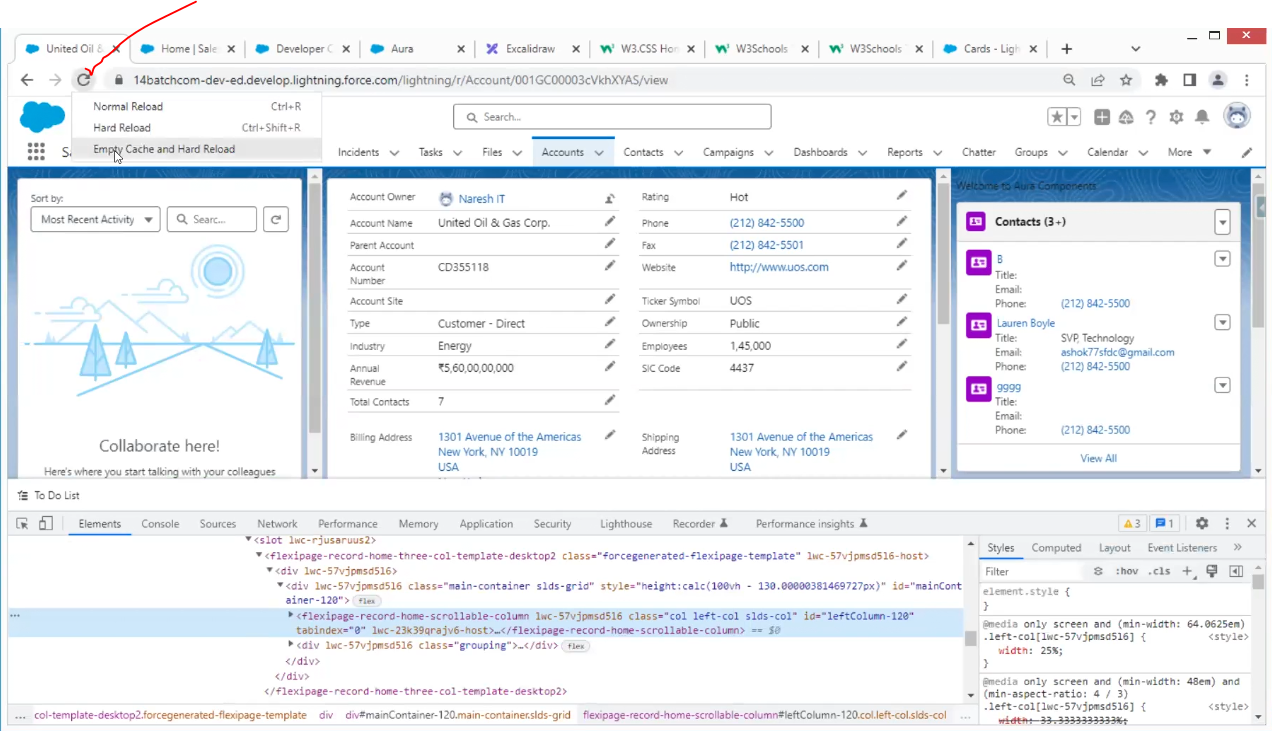 United Oil &
Home | Sale
Developer C
Aura
Excalidraw
W3.CSS Hom
W3Schools
W3Schools
Cards - Ligh
14batchcom-dev-ed.develop.lightning.force.com/lightning/r/Account/001GC00003cVkhXYAS/view
Normal Reload Ctrl+R
Hard Reload Ctrl+Shift+R
Empty Cache and Hard Reload
Search...
Incidents Tasks Files Accounts Contacts Campaigns Dashboards Reports Chatter Groups Calendar More
Sort by:
Most Recent Activity
Searc...
Collaborate here!
Here's where you start talking with your colleagues
Account Owner Naresh IT
Rating Hot
Account Name United Oil & Gas Corp.
Phone (212) 842-5500
Parent Account
Fax (212) 842-5501
Account Number CD355118
Website http://www.uos.com
Account Site
Ticker Symbol UOS
Type Customer - Direct
Ownership Public
Industry Energy
Employees 1,45,000
Annual Revenue ₹5,60,00,00,000
SIC Code 4437
Total Contacts 7
Billing Address 1301 Avenue of the Americas
New York, NY 10019
USA
Shipping Address 1301 Avenue of the Americas
New York, NY 10019
USA
Welcome to Aura Components
Contacts (3+)
B
Title:
Email:
Phone: (212) 842-5500
Lauren Boyle
Title: SVP, Technology
Email: ashok77sfdc@gmail.com
Phone: (212) 842-5500
gggg
Title:
Email:
Phone: (212) 842-5500
View All
To Do List
Elements Console Sources Network Performance Memory Application Security Lighthouse Recorder Performance insights 3 1
<slot lwc-rjusaruus2>
<flexipage-record-home-three-col-template-desktop2 class="forcegenerated-flexipage-template" lwc-57vjpmsd516-host>
<div lwc-57vjpmsd516>
<div lwc-57vjpmsd516 class="main-container slds-grid" style="height:calc(100vh - 130.00000381469727px)" id="mainCont
ainer-120"> flex
<flexipage-record-home-scrollable-column lwc-57vjpmsd516 class="col left-col slds-col" id="leftColumn-120"
tabindex="0" lwc-23k39qrajv6-host>…</flexipage-record-home-scrollable-column> == $0
<div lwc-57vjpmsd516 class="grouping">…</div> flex
</div>
</div>
</flexipage-record-home-three-col-template-desktop2>
... col-template-desktop2.forcegenerated-flexipage-template div div#mainContainer-120.main-container.slds-grid flexipage-record-home-scrollable-column#leftColumn-120.col.left-col.slds-col ...
Styles Computed Layout Event Listeners »
Filter :hov .cls +
element.style {
}
@media only screen and (min-width: 64.0625em)
.left-col[lwc-57vjpmsd516] { <style>
width: 25%;
}
@media only screen and (min-width: 48em) and
(min-aspect-ratio: 4 / 3)
.left-col[lwc-57vjpmsd516] { <style>
width: 33.3333333333%;